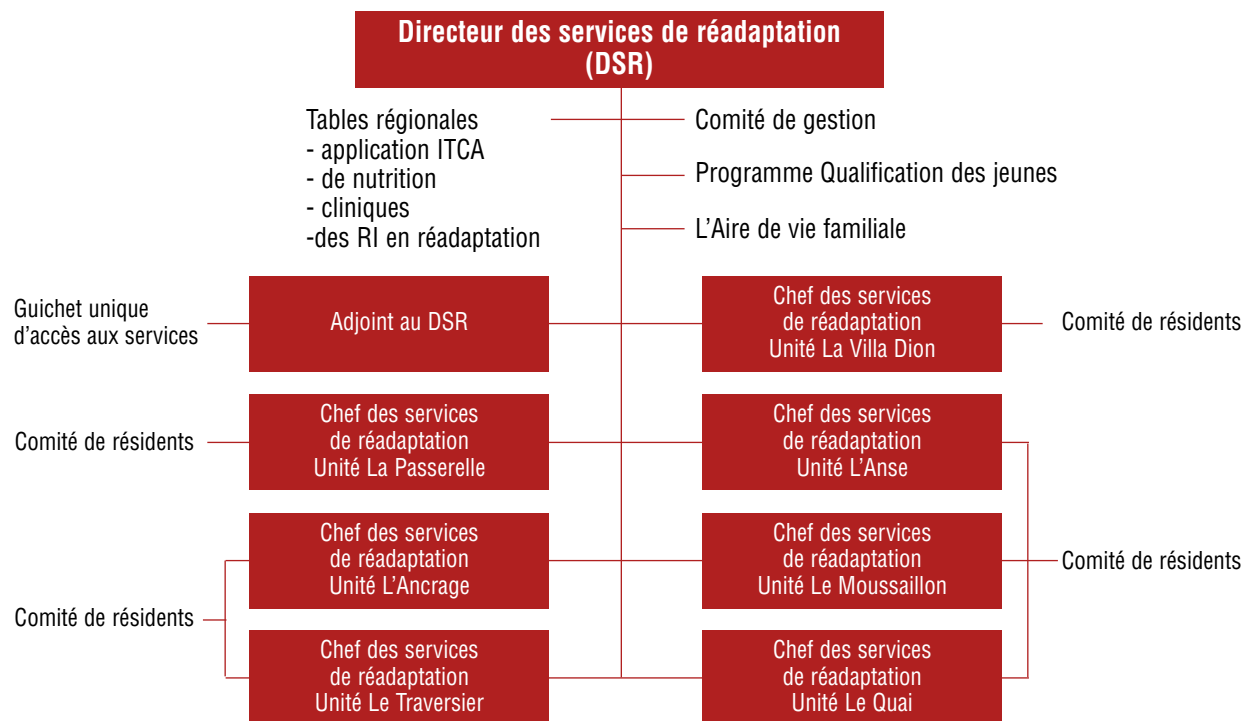 Directeur des services de réadaptation
(DSR)
Tables régionales
- application ITCA
- de nutrition
- cliniques
-des RI en réadaptation
Comité de gestion
Programme Qualification des jeunes
L’Aire de vie familiale
Guichet unique
d’accès aux services
Adjoint au DSR
Chef des services
de réadaptation
Unité La Villa Dion
Comité de résidents
Comité de résidents
Chef des services
de réadaptation
Unité La Passerelle
Chef des services
de réadaptation
Unité L’Anse
Chef des services
de réadaptation
Unité L’Ancrage
Chef des services
de réadaptation
Unité Le Moussaillon
Comité de résidents
Comité de résidents
Chef des services
de réadaptation
Unité Le Traversier
Chef des services
de réadaptation
Unité Le Quai